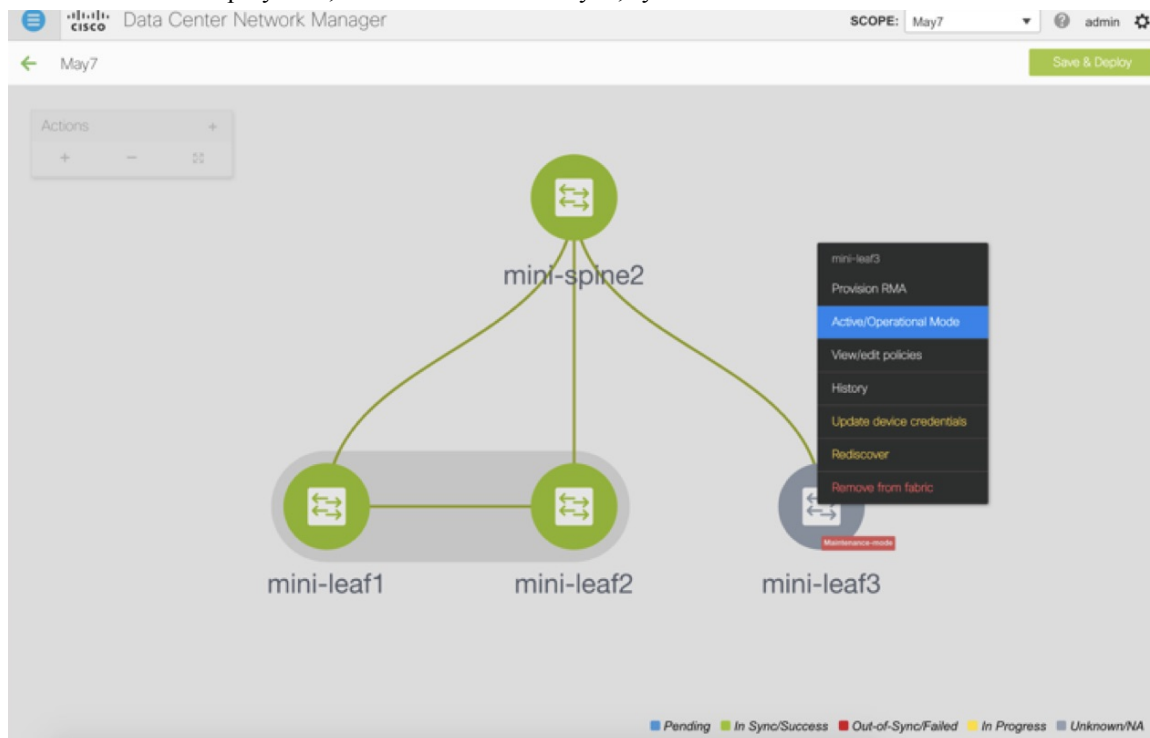 cisco Data Center Network Manager
SCOPE: May7
admin
May7
Save & Deploy
Actions
mini-spine2
mini-leaf3
Provision RMA
Active/Operational Mode
View/edit policies
History
Update device credentials
Rediscover
Remove from fabric
Maintenance-mode
mini-leaf1
mini-leaf2
mini-leaf3
Pending In Sync/Success Out-of-Sync/Failed In Progress Unknown/NA